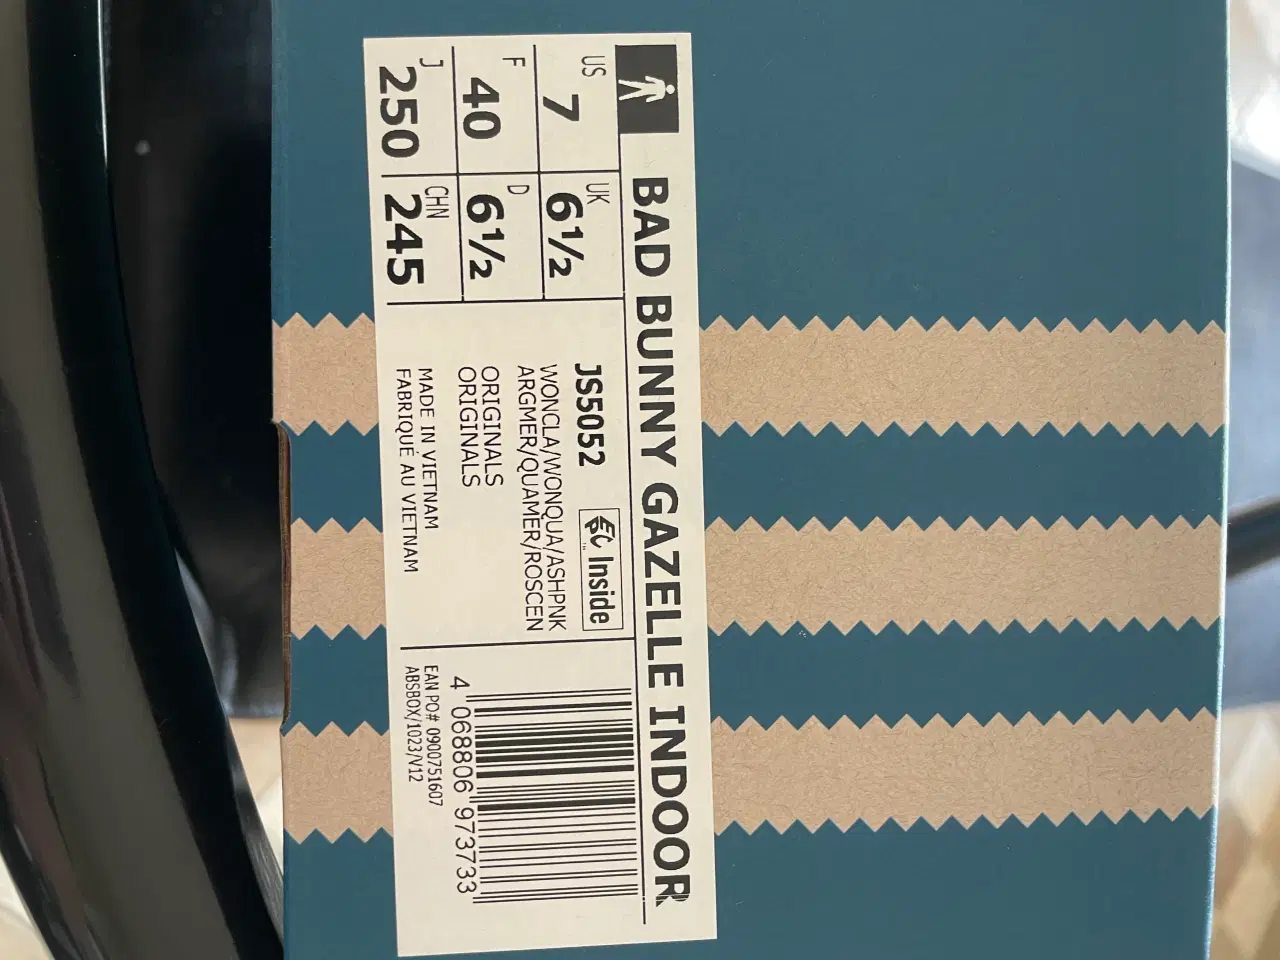 BAD BUNNY GAZELLE INDOOR
US 7 UK 6½
F 40 D 6½
J 250 CHN 245
JS5052
Inside
WONCLA/WONQUA/ASHPNK
ARGMER/QUAMER/ROSCEN
ORIGINALS
ORIGINALS
MADE IN VIETNAM
FABRIQUÉ AU VIETNAM
4 068806 973733
EAN PO# 0900751607
ABSBOX/1023/V12